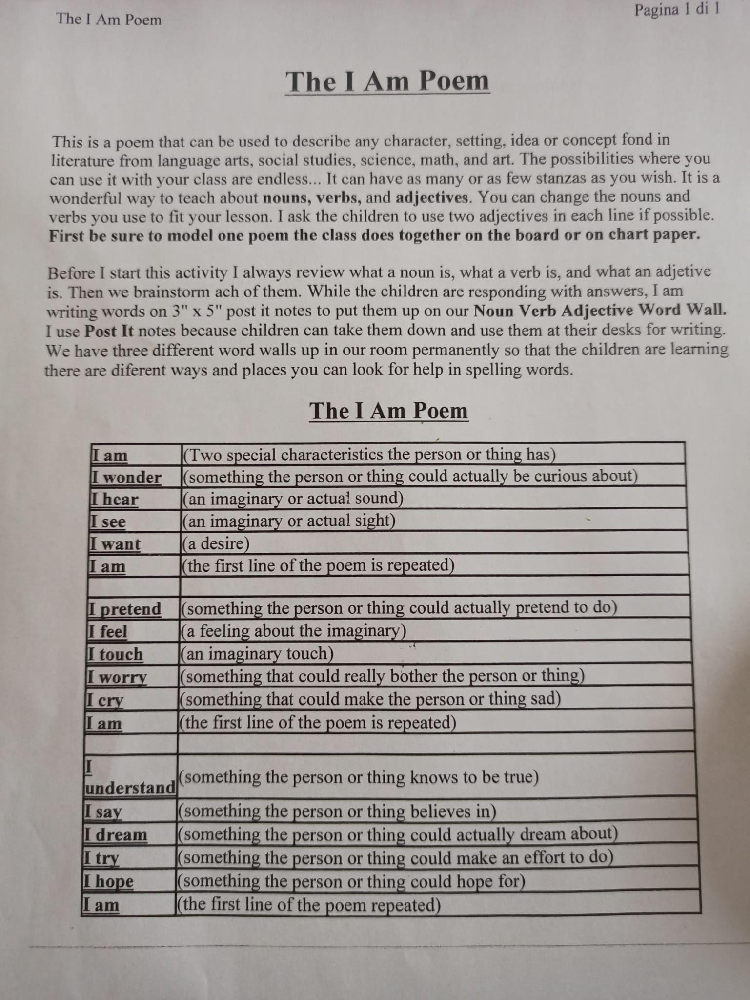 The I Am Poem
Pagina 1 di 1
The I Am Poem
This is a poem that can be used to describe any character, setting, idea or concept fond in
literature from language arts, social studies, science, math, and art. The possibilities where you
can use it with your class are endless... It can have as many or as few stanzas as you wish. It is a
wonderful way to teach about nouns, verbs, and adjectives. You can change the nouns and
verbs you use to fit your lesson. I ask the children to use two adjectives in each line if possible.
First be sure to model one poem the class does together on the board or on chart paper.
Before I start this activity I always review what a noun is, what a verb is, and what an adjetive
is. Then we brainstorm ach of them. While the children are responding with answers, I am
writing words on 3" x 5" post it notes to put them up on our Noun Verb Adjective Word Wall.
I use Post It notes because children can take them down and use them at their desks for writing.
We have three different word walls up in our room permanently so that the children are learning
there are diferent ways and places you can look for help in spelling words.
The I Am Poem
I am (Two special characteristics the person or thing has)
I wonder (something the person or thing could actually be curious about)
I hear (an imaginary or actual sound)
I see (an imaginary or actual sight)
I want (a desire)
I am (the first line of the poem is repeated)
I pretend (something the person or thing could actually pretend to do)
I feel (a feeling about the imaginary)
I touch (an imaginary touch)
I worry (something that could really bother the person or thing)
I cry (something that could make the person or thing sad)
I am (the first line of the poem is repeated)
I
understand (something the person or thing knows to be true)
I say (something the person or thing believes in)
I dream (something the person or thing could actually dream about)
I try (something the person or thing could make an effort to do)
I hope (something the person or thing could hope for)
I am (the first line of the poem repeated)